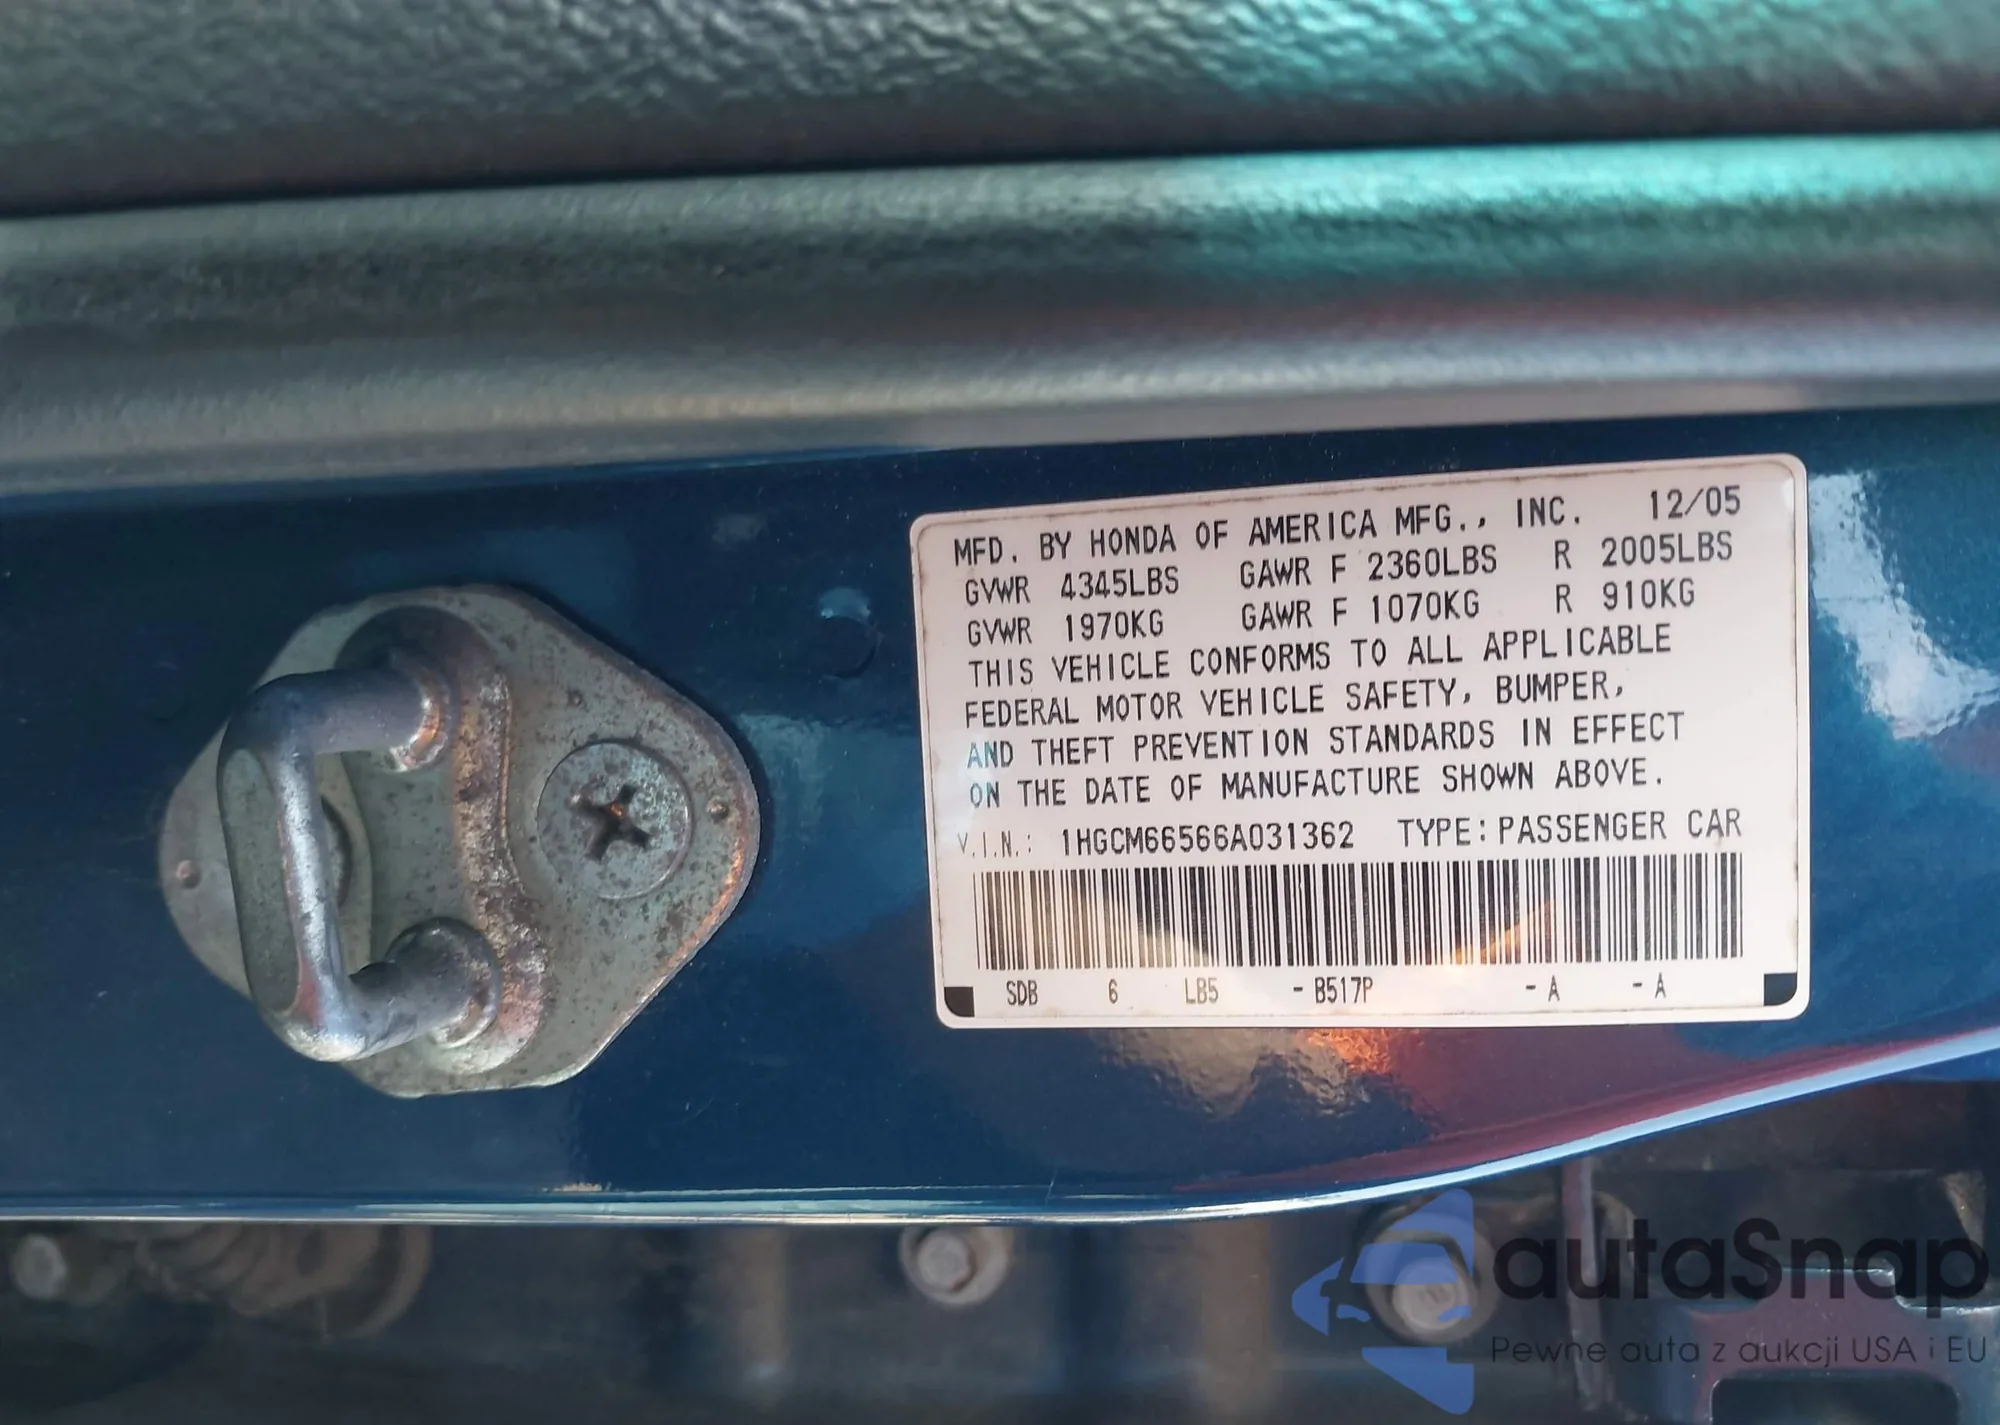 MFD. BY HONDA OF AMERICA MFG., INC. 12/05
GVWR 4345LBS GAWR F 2360LBS R 2005LBS
GVWR 1970KG GAWR F 1070KG R 910KG
THIS VEHICLE CONFORMS TO ALL APPLICABLE
FEDERAL MOTOR VEHICLE SAFETY, BUMPER,
AND THEFT PREVENTION STANDARDS IN EFFECT
ON THE DATE OF MANUFACTURE SHOWN ABOVE.
V.I.N.: 1HGCM66566A031362 TYPE: PASSENGER CAR
SDB 6 LB5 - B517P - A - A
autaSnap
Pewne auta z aukcji USA i EU